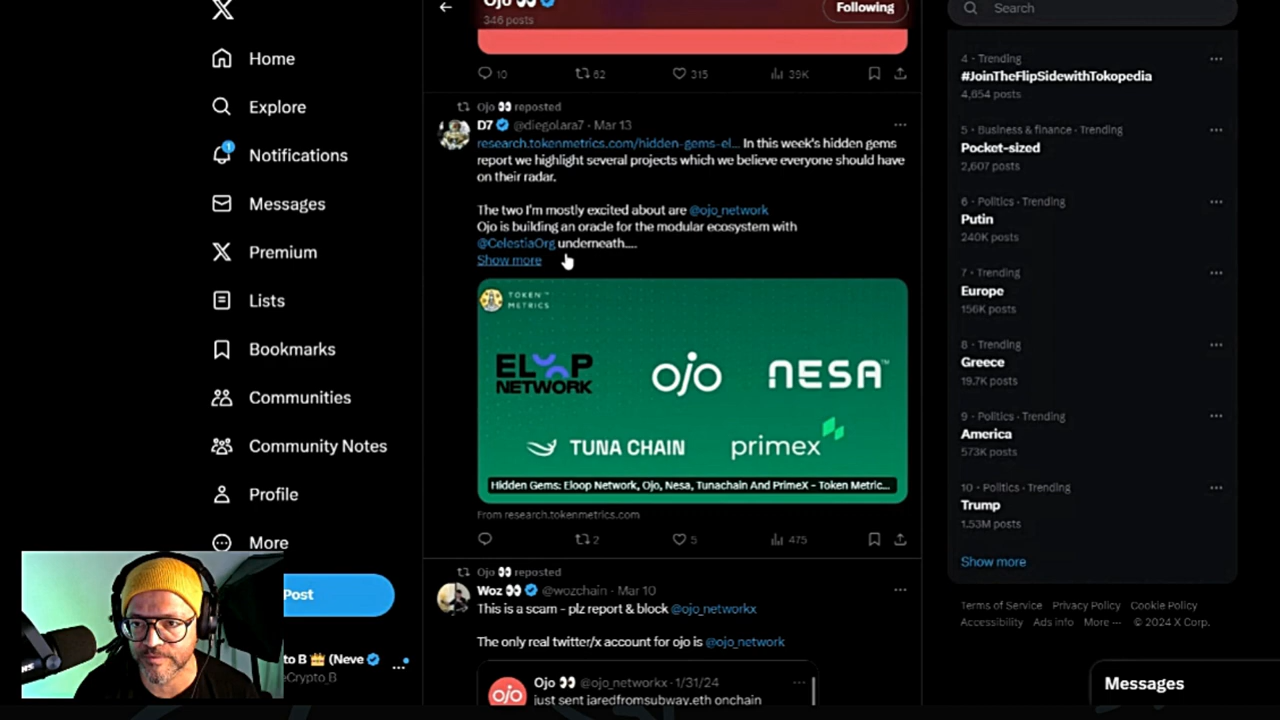 Home
Explore
1
Notifications
Messages
Premium
Lists
Bookmarks
Communities
Community Notes
Profile
More
Post
to B 👑 (Neve
eCrypto_B
Ojo 👀
346 posts
Following
10
62
315
39K
Ojo 👀 reposted
D7 @diegolara7 · Mar 13
research.tokenmetrics.com/hidden-gems-el... In this week's hidden gems
report we highlight several projects which we believe everyone should have
on their radar.
The two I'm mostly excited about are @ojo_network
Ojo is building an oracle for the modular ecosystem with
@CelestiaOrg underneath....
Show more
TOKEN™
METRICS
ELOOP
NETWORK
ojo
NESA™
TUNA CHAIN
primex
Hidden Gems: Eloop Network, Ojo, Nesa, Tunachain And PrimeX - Token Metric...
From research.tokenmetrics.com
2
5
475
Ojo 👀 reposted
Woz 👀 @wozchain · Mar 10
This is a scam - plz report & block @ojo_networkx
The only real twitter/x account for ojo is @ojo_network
ojo
Ojo 👀 @ojo_networkx · 1/31/24
just sent jaredfromsubway.eth onchain
Search
4 · Trending
#JoinTheFlipSidewithTokopedia
4,654 posts
5 · Business & finance · Trending
Pocket-sized
2,607 posts
6 · Politics · Trending
Putin
240K posts
7 · Trending
Europe
156K posts
8 · Trending
Greece
19.7K posts
9 · Politics · Trending
America
573K posts
10 · Politics · Trending
Trump
1.53M posts
Show more
Terms of Service Privacy Policy Cookie Policy
Accessibility Ads info More ··· © 2024 X Corp.
Messages